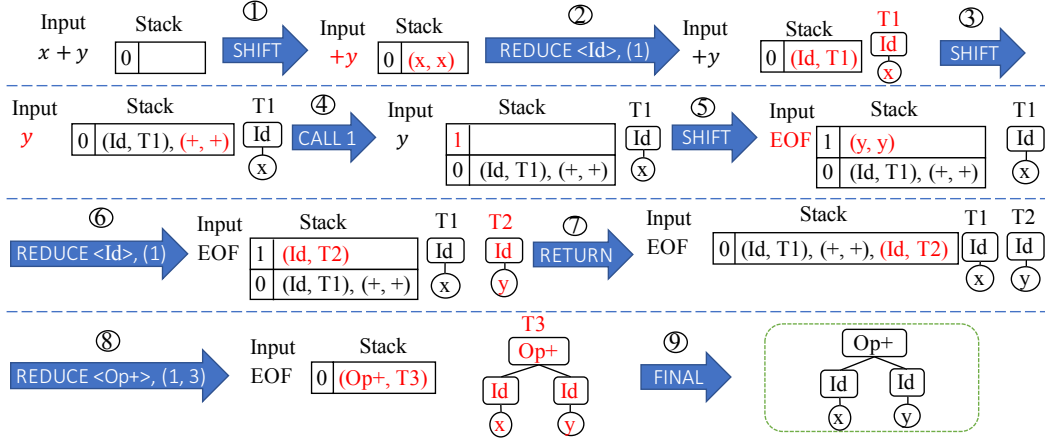 Input Stack ① Input Stack ② Input Stack T1 ③
x + y 0 SHIFT +y 0 (x, x) REDUCE <Id>, (1) +y 0 (Id, T1) Id SHIFT
x
Input Stack T1 ④ Input Stack T1 ⑤ Input Stack T1
y 0 (Id, T1), (+, +) Id CALL 1 y 1 Id SHIFT EOF 1 (y, y) Id
x 0 (Id, T1), (+, +) x 0 (Id, T1), (+, +) x
⑥ Input Stack T1 T2 ⑦ Input Stack T1 T2
REDUCE <Id>, (1) EOF 1 (Id, T2) Id Id RETURN EOF 0 (Id, T1), (+, +), (Id, T2) Id Id
0 (Id, T1), (+, +) x y x y
⑧ Input Stack T3 ⑨
REDUCE <Op+>, (1, 3) EOF 0 (Op+, T3) Op+ FINAL Op+
Id Id Id Id
x y x y